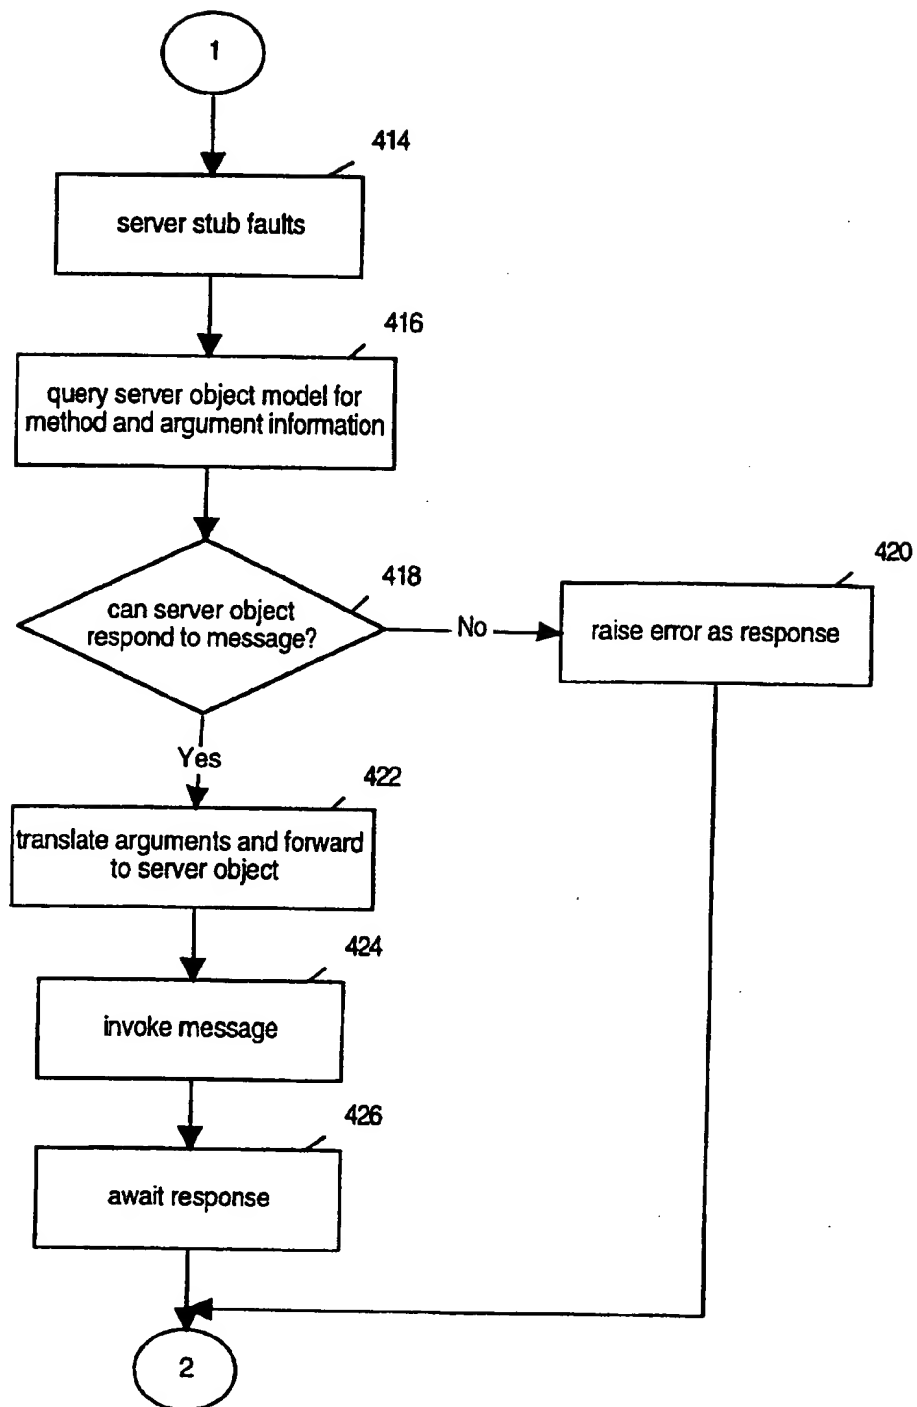 1
414
server stub faults
416
query server object model for
method and argument information
418
can server object
respond to message?
No
420
raise error as response
Yes
422
translate arguments and forward
to server object
424
invoke message
426
await response
2